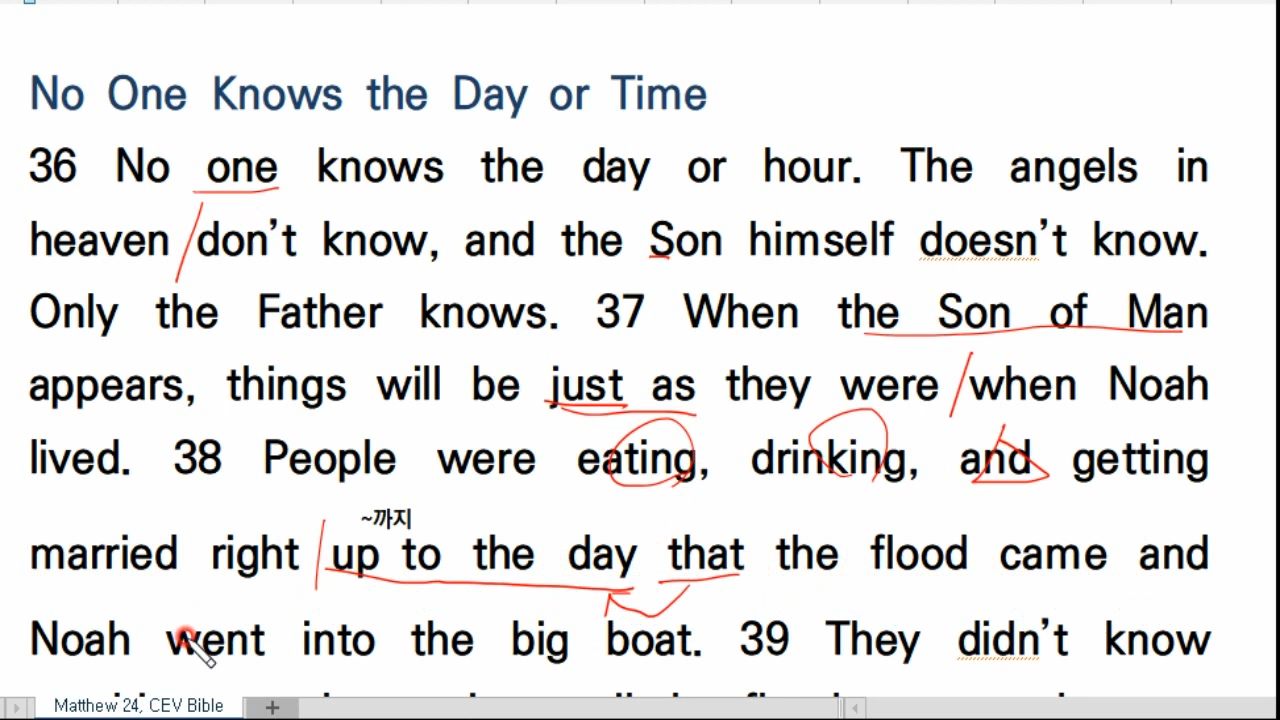 No One Knows the Day or Time
36 No one knows the day or hour. The angels in
heaven don’t know, and the Son himself doesn’t know.
Only the Father knows. 37 When the Son of Man
appears, things will be just as they were when Noah
lived. 38 People were eating, drinking, and getting
~까지
married right up to the day that the flood came and
Noah went into the big boat. 39 They didn’t know
Matthew 24, CEV Bible